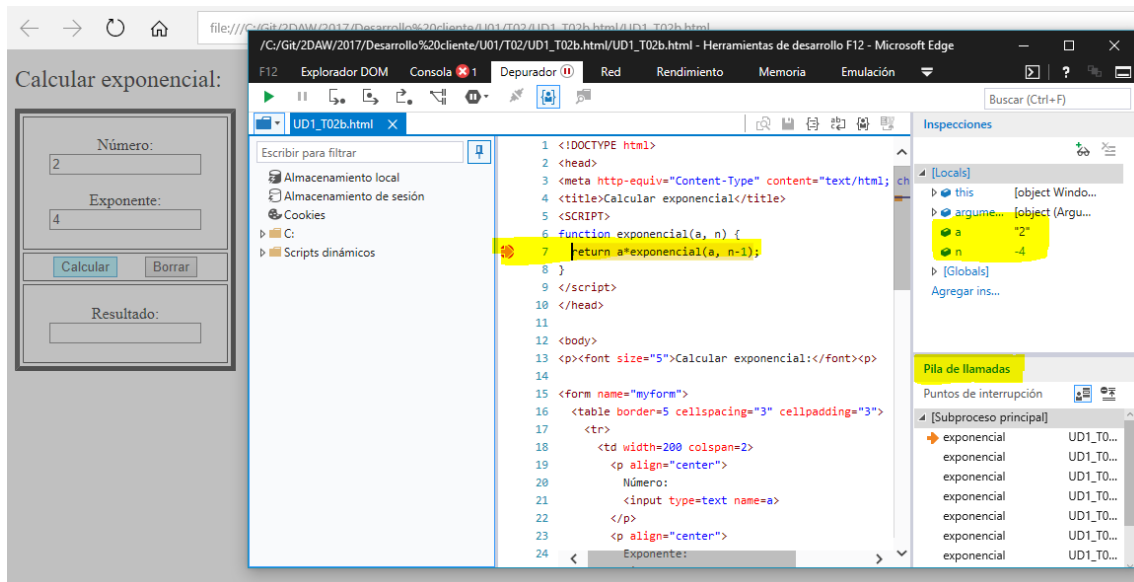 file:///C:/Git/2DAW/2017/Desarrollo%20cliente/U01/T02/UD1_T02b.html/UD1_T02b.html
Calcular exponencial:
Número:
2
Exponente:
4
Calcular Borrar
Resultado:
/C:/Git/2DAW/2017/Desarrollo%20cliente/U01/T02/UD1_T02b.html/UD1_T02b.html - Herramientas de desarrollo F12 - Microsoft Edge
F12 Explorador DOM Consola 1 Depurador Red Rendimiento Memoria Emulación ?
Buscar (Ctrl+F)
UD1_T02b.html
Escribir para filtrar
Almacenamiento local
Almacenamiento de sesión
Cookies
C:
Scripts dinámicos
1 <!DOCTYPE html>
2 <head>
3 <meta http-equiv="Content-Type" content="text/html; ch
4 <title>Calcular exponencial</title>
5 <SCRIPT>
6 function exponencial(a, n) {
7 return a*exponencial(a, n-1);
8 }
9 </script>
10 </head>
11
12 <body>
13 <p><font size="5">Calcular exponencial:</font><p>
14
15 <form name="myform">
16 <table border=5 cellspacing="3" cellpadding="3">
17 <tr>
18 <td width=200 colspan=2>
19 <p align="center">
20 Número:
21 <input type=text name=a>
22 </p>
23 <p align="center">
24 Exponente:
Inspecciones
[Locals]
this [object Windo...
argume... [object (Argu...
a "2"
n -4
[Globals]
Agregar ins...
Pila de llamadas
Puntos de interrupción
[Subproceso principal]
exponencial UD1_T0...
exponencial UD1_T0...
exponencial UD1_T0...
exponencial UD1_T0...
exponencial UD1_T0...
exponencial UD1_T0...
exponencial UD1_T0...